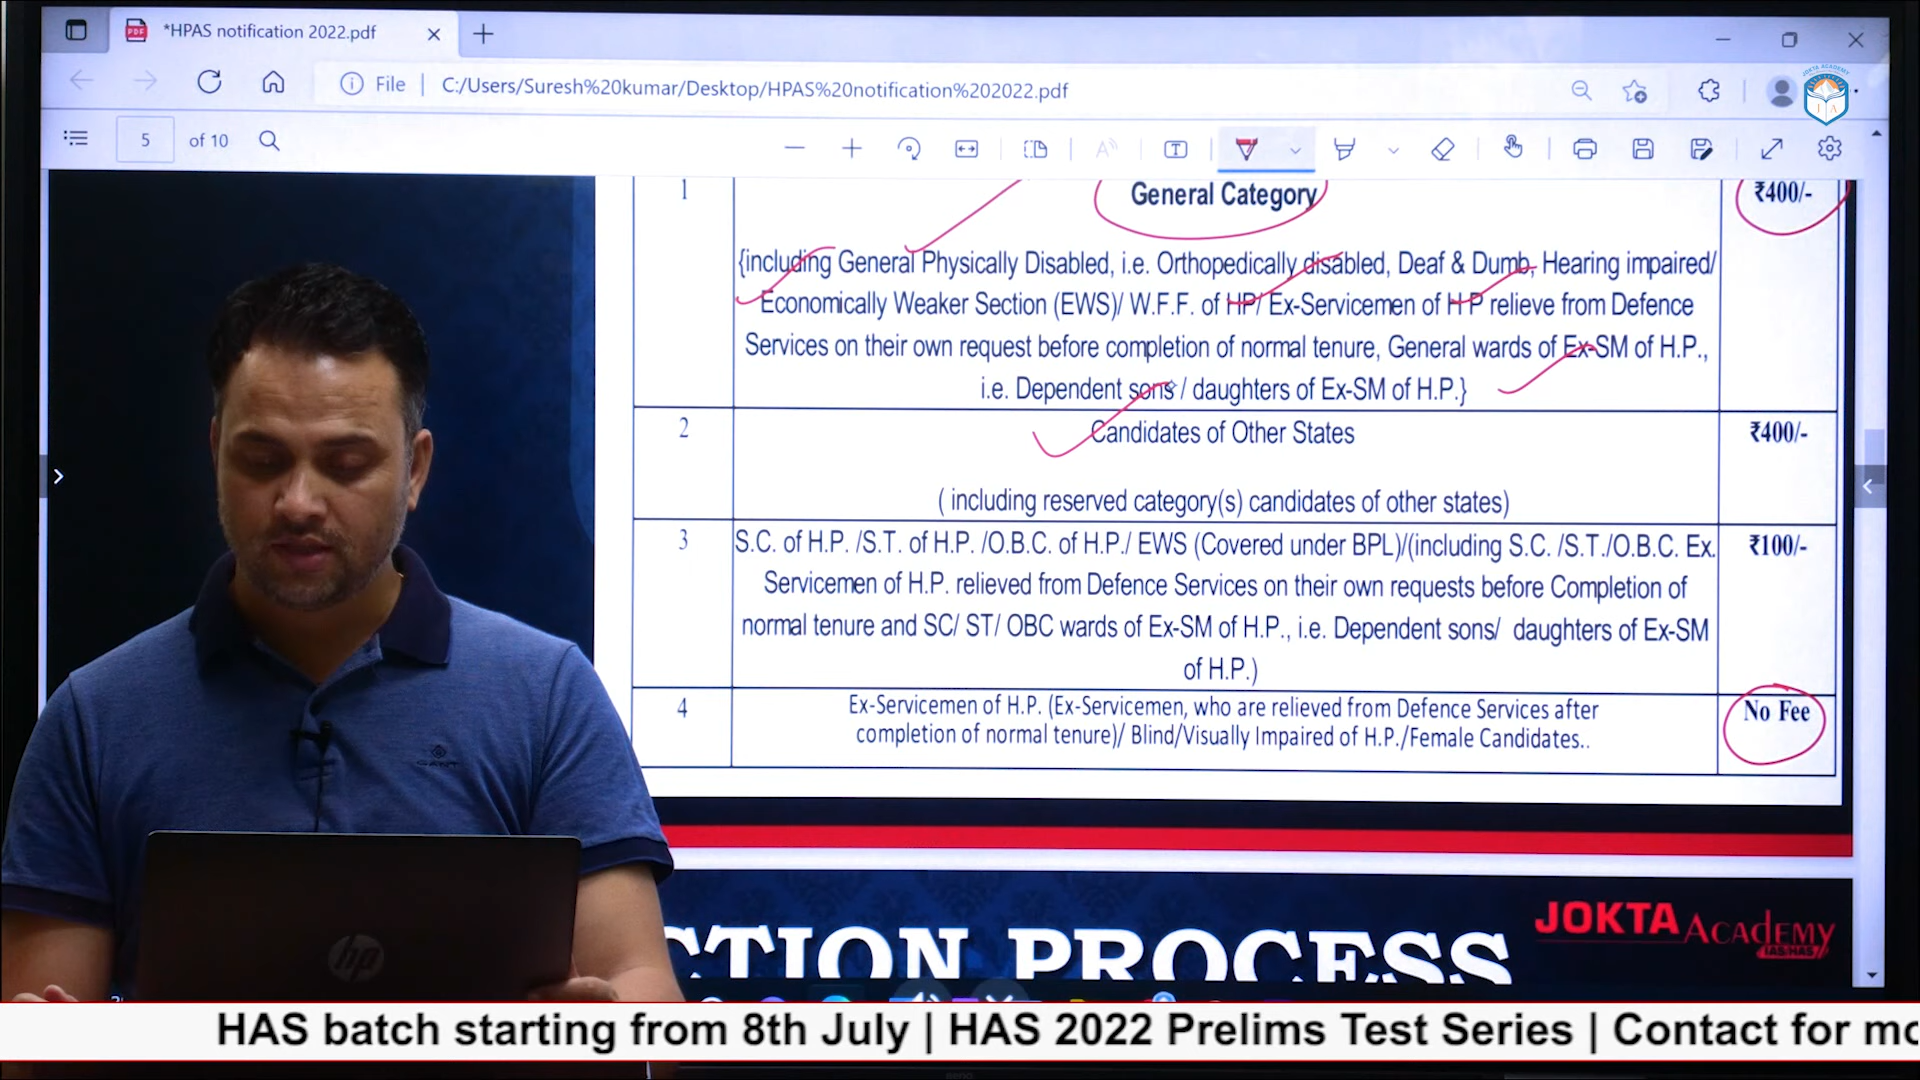 *HPAS notification 2022.pdf
File | C:/Users/Suresh%20kumar/Desktop/HPAS%20notification%202022.pdf
5 of 10
1 General Category ₹400/-
{including General Physically Disabled, i.e. Orthopedically disabled, Deaf & Dumb, Hearing impaired/
Economically Weaker Section (EWS)/ W.F.F. of HP/ Ex-Servicemen of H P relieve from Defence
Services on their own request before completion of normal tenure, General wards of Ex-SM of H.P.,
i.e. Dependent sons / daughters of Ex-SM of H.P.}
2 Candidates of Other States ₹400/-
( including reserved category(s) candidates of other states)
3 S.C. of H.P. /S.T. of H.P. /O.B.C. of H.P./ EWS (Covered under BPL)/(including S.C. /S.T./O.B.C. Ex. ₹100/-
Servicemen of H.P. relieved from Defence Services on their own requests before Completion of
normal tenure and SC/ ST/ OBC wards of Ex-SM of H.P., i.e. Dependent sons/ daughters of Ex-SM
of H.P.)
4 Ex-Servicemen of H.P. (Ex-Servicemen, who are relieved from Defence Services after No Fee
completion of normal tenure)/ Blind/Visually Impaired of H.P./Female Candidates..
JOKTA Academy
IAS-HAS
CTION PROCESS
hp
HAS batch starting from 8th July | HAS 2022 Prelims Test Series | Contact for mo